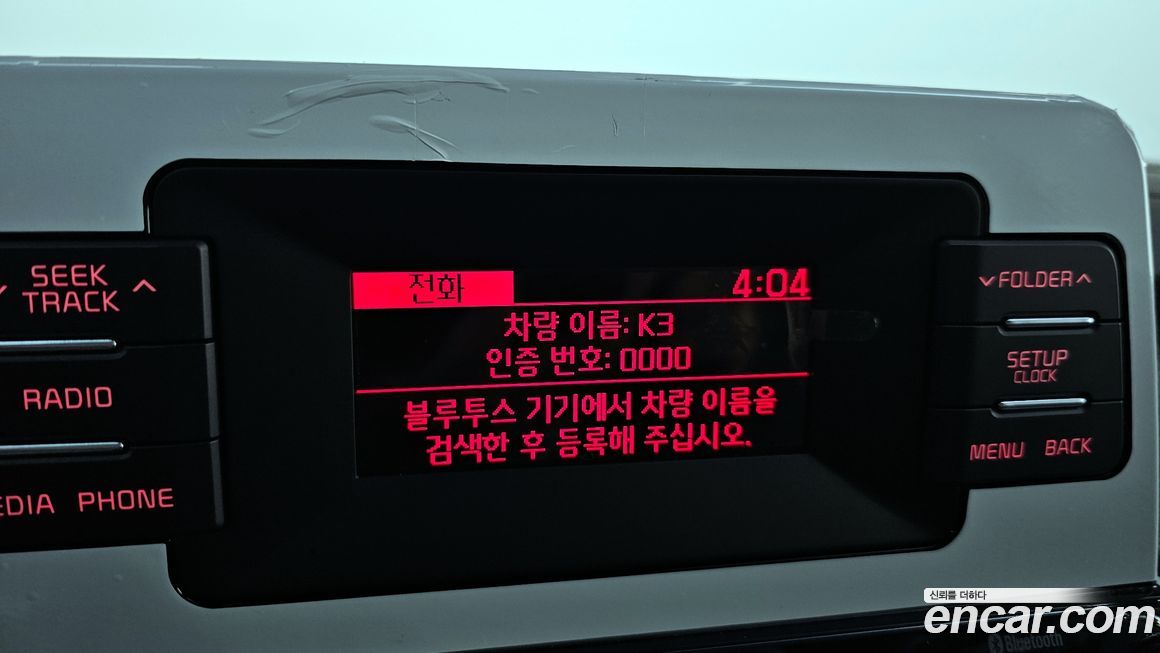 SEEK
TRACK
RADIO
PHONE
전화 4:04
차량 이름: K3
인증 번호: 0000
블루투스 기기에서 차량 이름을
검색한 후 등록해 주십시오.
FOLDER
SETUP
CLOCK
MENU BACK
신뢰를 더하다
encar.com
Bluetooth